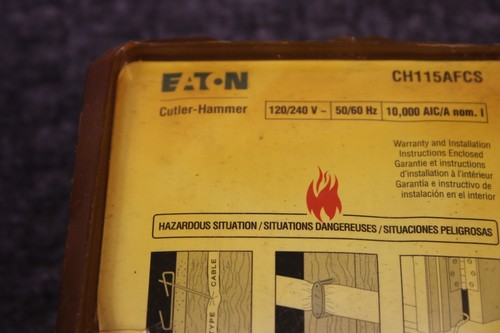 EATON
CH115AFCS
Cutler-Hammer
120/240 V ~ 50/60 Hz 10,000 AIC/A nom. I
Warranty and Installation
Instructions Enclosed
Garantie et instructions
d'installation à l'intérieur
Garantía e instructivo de
instalación en el interior
HAZARDOUS SITUATION / SITUATIONS DANGEREUSES / SITUACIONES PELIGROSAS
CABLE
TYPE